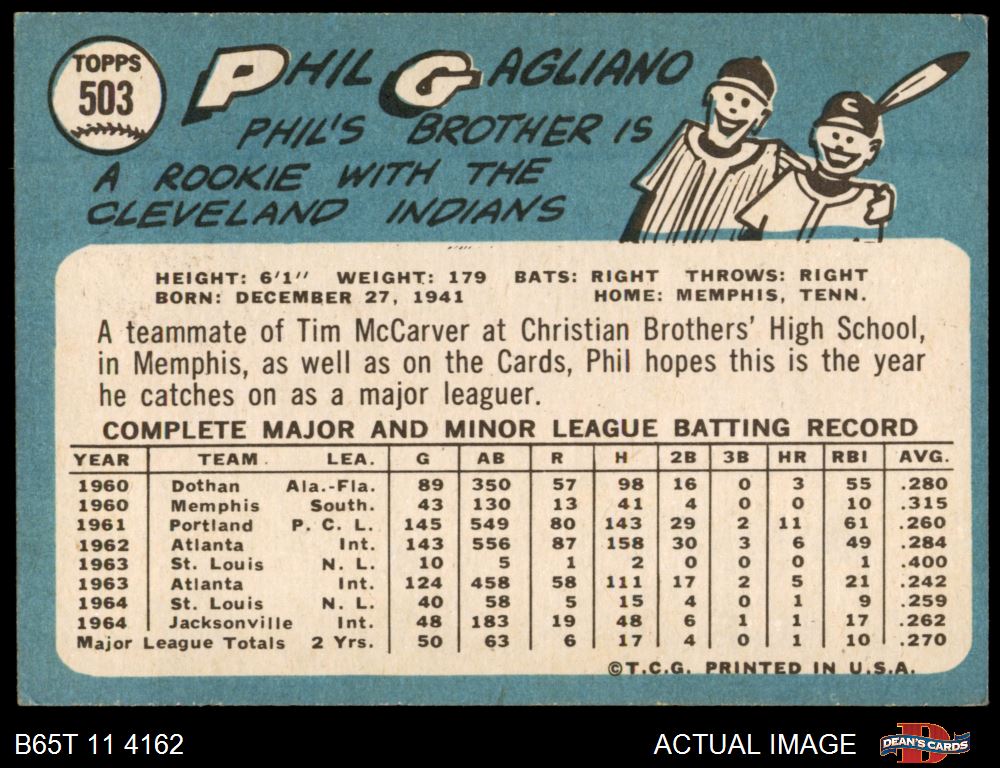 TOPPS
503
PHIL GAGLIANO
PHIL'S BROTHER IS
A ROOKIE WITH THE
CLEVELAND INDIANS
C
HEIGHT: 6'1" WEIGHT: 179 BATS: RIGHT THROWS: RIGHT
BORN: DECEMBER 27, 1941 HOME: MEMPHIS, TENN.
A teammate of Tim McCarver at Christian Brothers' High School,
in Memphis, as well as on the Cards, Phil hopes this is the year
he catches on as a major leaguer.
COMPLETE MAJOR AND MINOR LEAGUE BATTING RECORD
YEAR TEAM LEA. G AB R H 2B 3B HR RBI AVG.
1960 Dothan Ala.-Fla. 89 350 57 98 16 0 3 55 .280
1960 Memphis South. 43 130 13 41 4 0 0 10 .315
1961 Portland P. C. L. 145 549 80 143 29 2 11 61 .260
1962 Atlanta Int. 143 556 87 158 30 3 6 49 .284
1963 St. Louis N. L. 10 5 1 2 0 0 0 1 .400
1963 Atlanta Int. 124 458 58 111 17 2 5 21 .242
1964 St. Louis N. L. 40 58 5 15 4 0 1 9 .259
1964 Jacksonville Int. 48 183 19 48 6 1 1 17 .262
Major League Totals 2 Yrs. 50 63 6 17 4 0 1 10 .270
©T.C.G. PRINTED IN U.S.A.
B65T 11 4162 ACTUAL IMAGE D DEAN'S CARDS